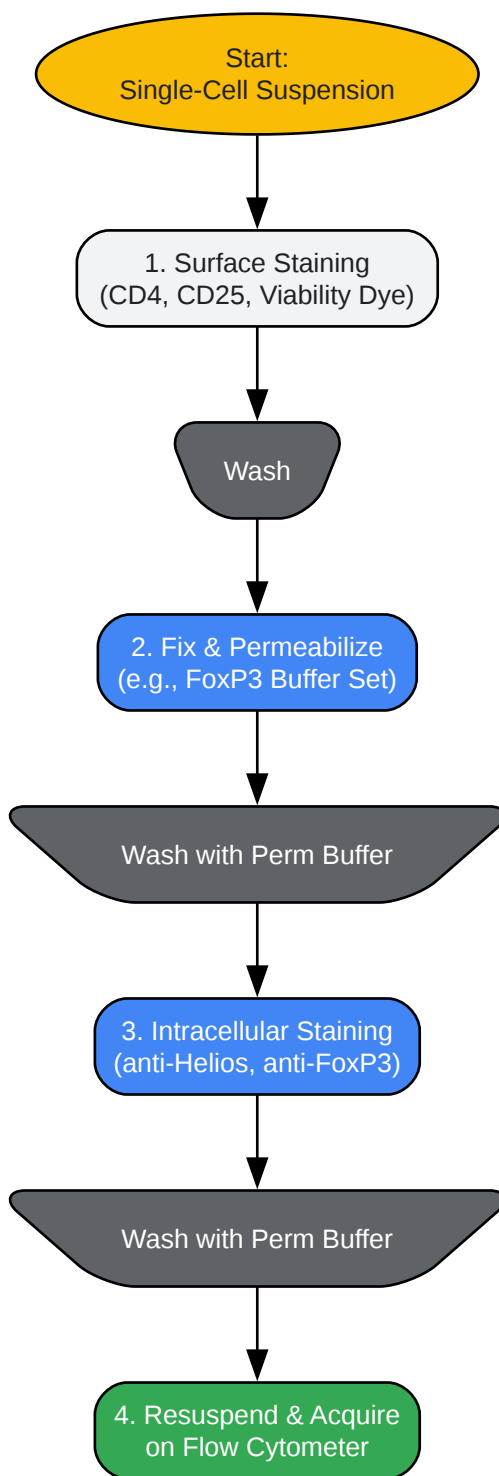 Start:
Single-Cell Suspension
1. Surface Staining
(CD4, CD25, Viability Dye)
Wash
2. Fix & Permeabilize
(e.g., FoxP3 Buffer Set)
Wash with Perm Buffer
3. Intracellular Staining
(anti-Helios, anti-FoxP3)
Wash with Perm Buffer
4. Resuspend & Acquire
on Flow Cytometer